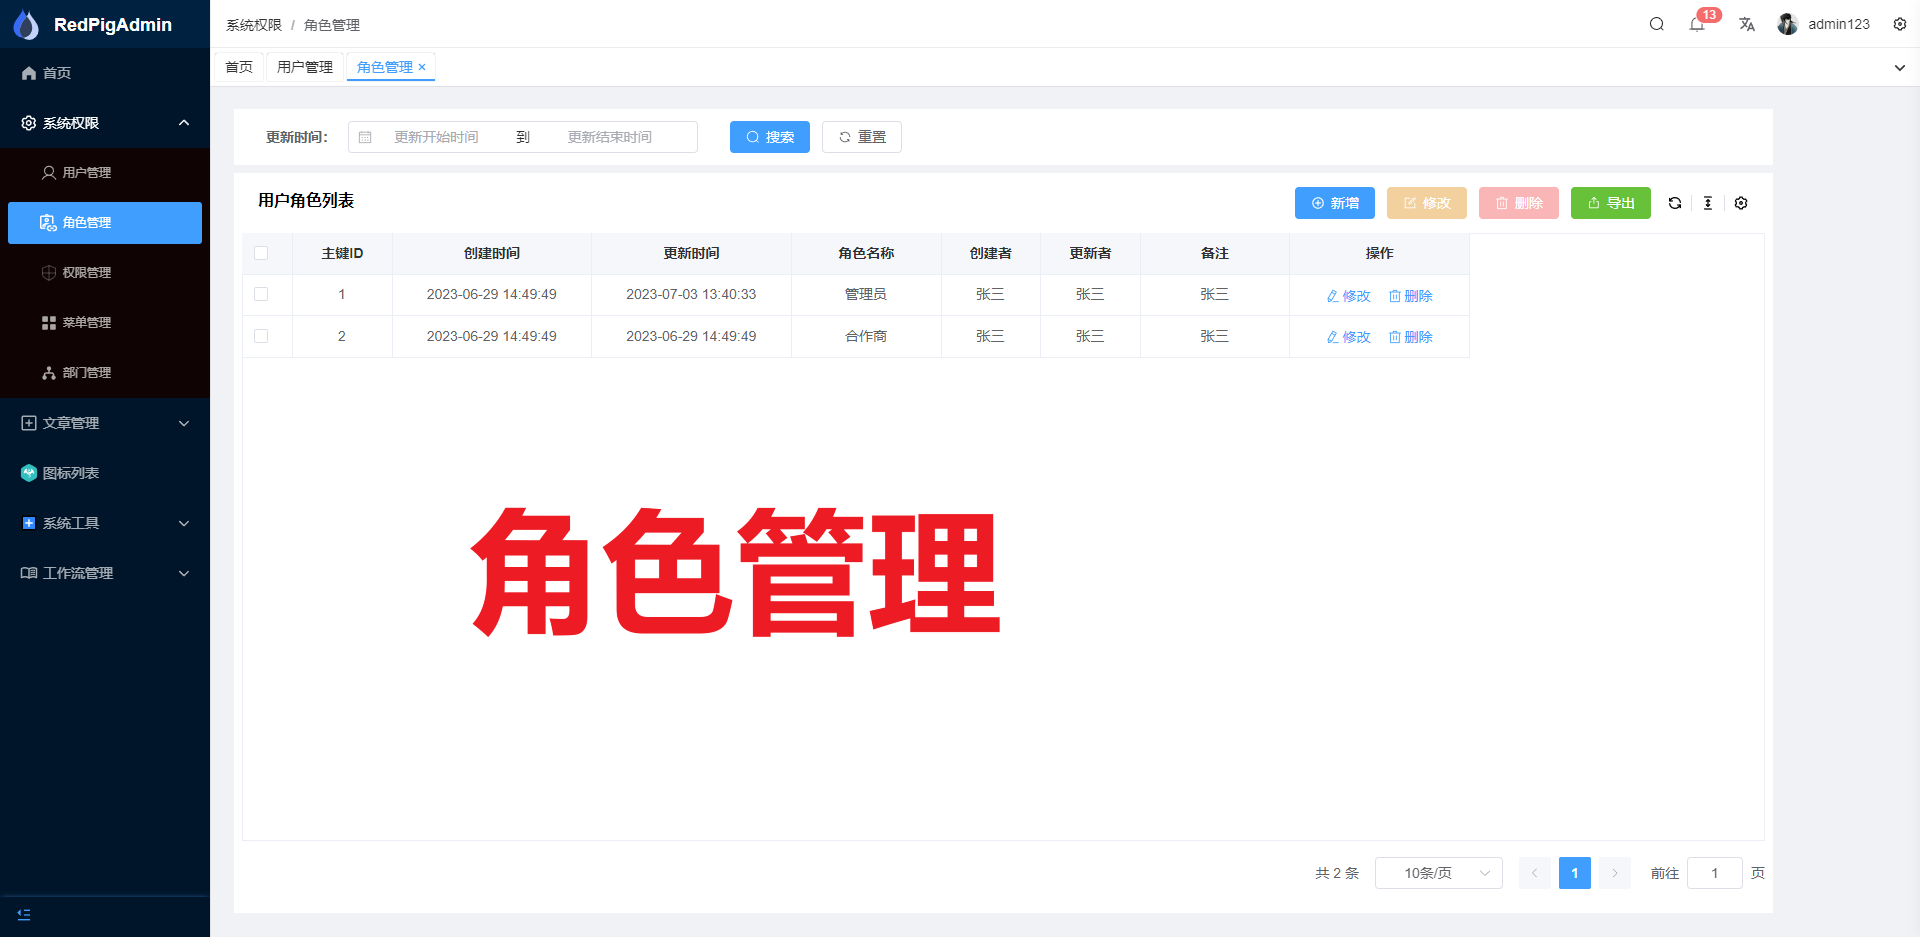 RedPigAdmin
系统权限 / 角色管理
13
admin123
首页
用户管理
角色管理 ×
首页
系统权限
用户管理
角色管理
权限管理
菜单管理
部门管理
文章管理
图标列表
系统工具
工作流管理
更新时间: 更新开始时间 到 更新结束时间 搜索 重置
用户角色列表 新增 修改 删除 导出
主键ID 创建时间 更新时间 角色名称 创建者 更新者 备注 操作
1 2023-06-29 14:49:49 2023-07-03 13:40:33 管理员 张三 张三 张三 修改 删除
2 2023-06-29 14:49:49 2023-06-29 14:49:49 合作商 张三 张三 张三 修改 删除
角色管理
共 2 条 10条/页 1 前往 1 页